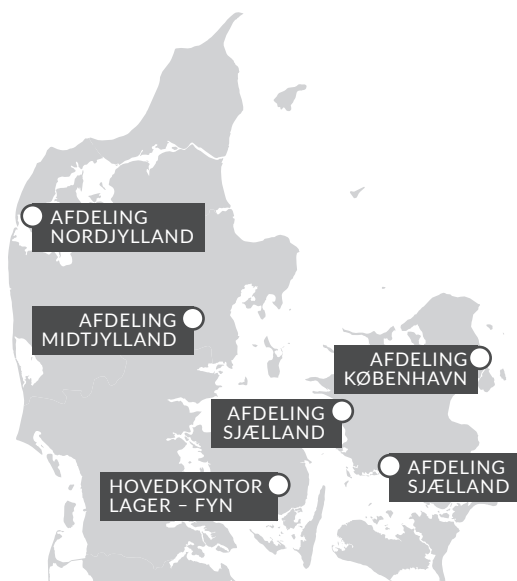 AFDELING
NORDJYLLAND
AFDELING
MIDTJYLLAND
AFDELING
KØBENHAVN
AFDELING
SJÆLLAND
AFDELING
SJÆLLAND
HOVEDKONTOR
LAGER – FYN